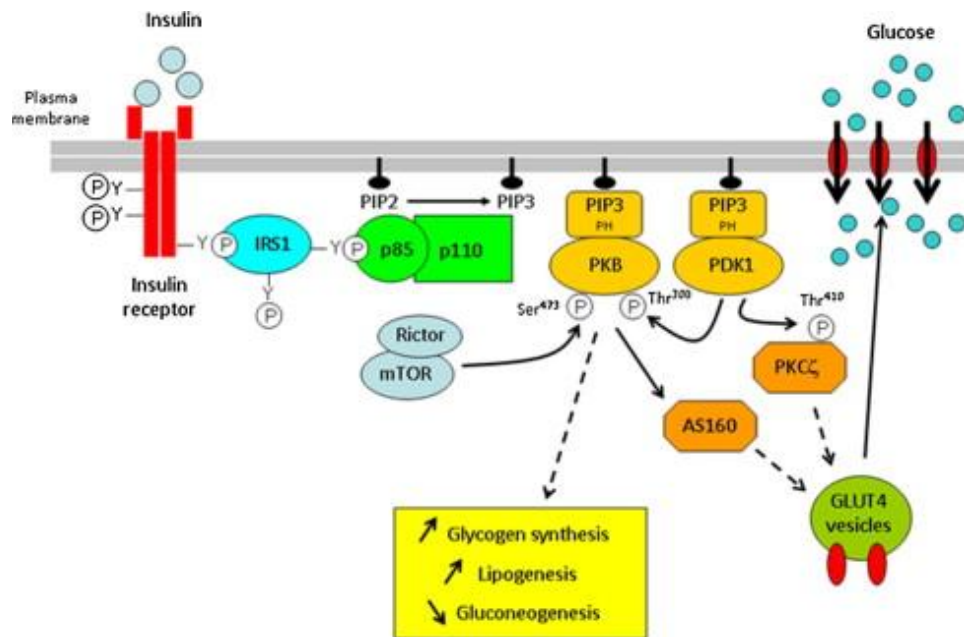 Insulin
Glucose
Plasma
membrane
P Y
P Y
Insulin
receptor
Y P IRS1
Y
P
Y P p85 p110
PIP2
PIP3
PIP3
PH
PKB
PIP3
PH
PDK1
Ser473
P
P
Thr308
Thr410
P
Rictor
mTOR
PKCζ
AS160
GLUT4
vesicles
Glycogen synthesis
Lipogenesis
Gluconeogenesis